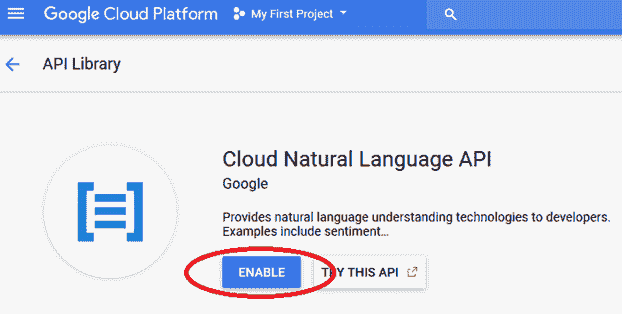 Google Cloud Platform My First Project
API Library
Cloud Natural Language API
Google
Provides natural language understanding technologies to developers.
Examples include sentiment...
ENABLE TRY THIS API